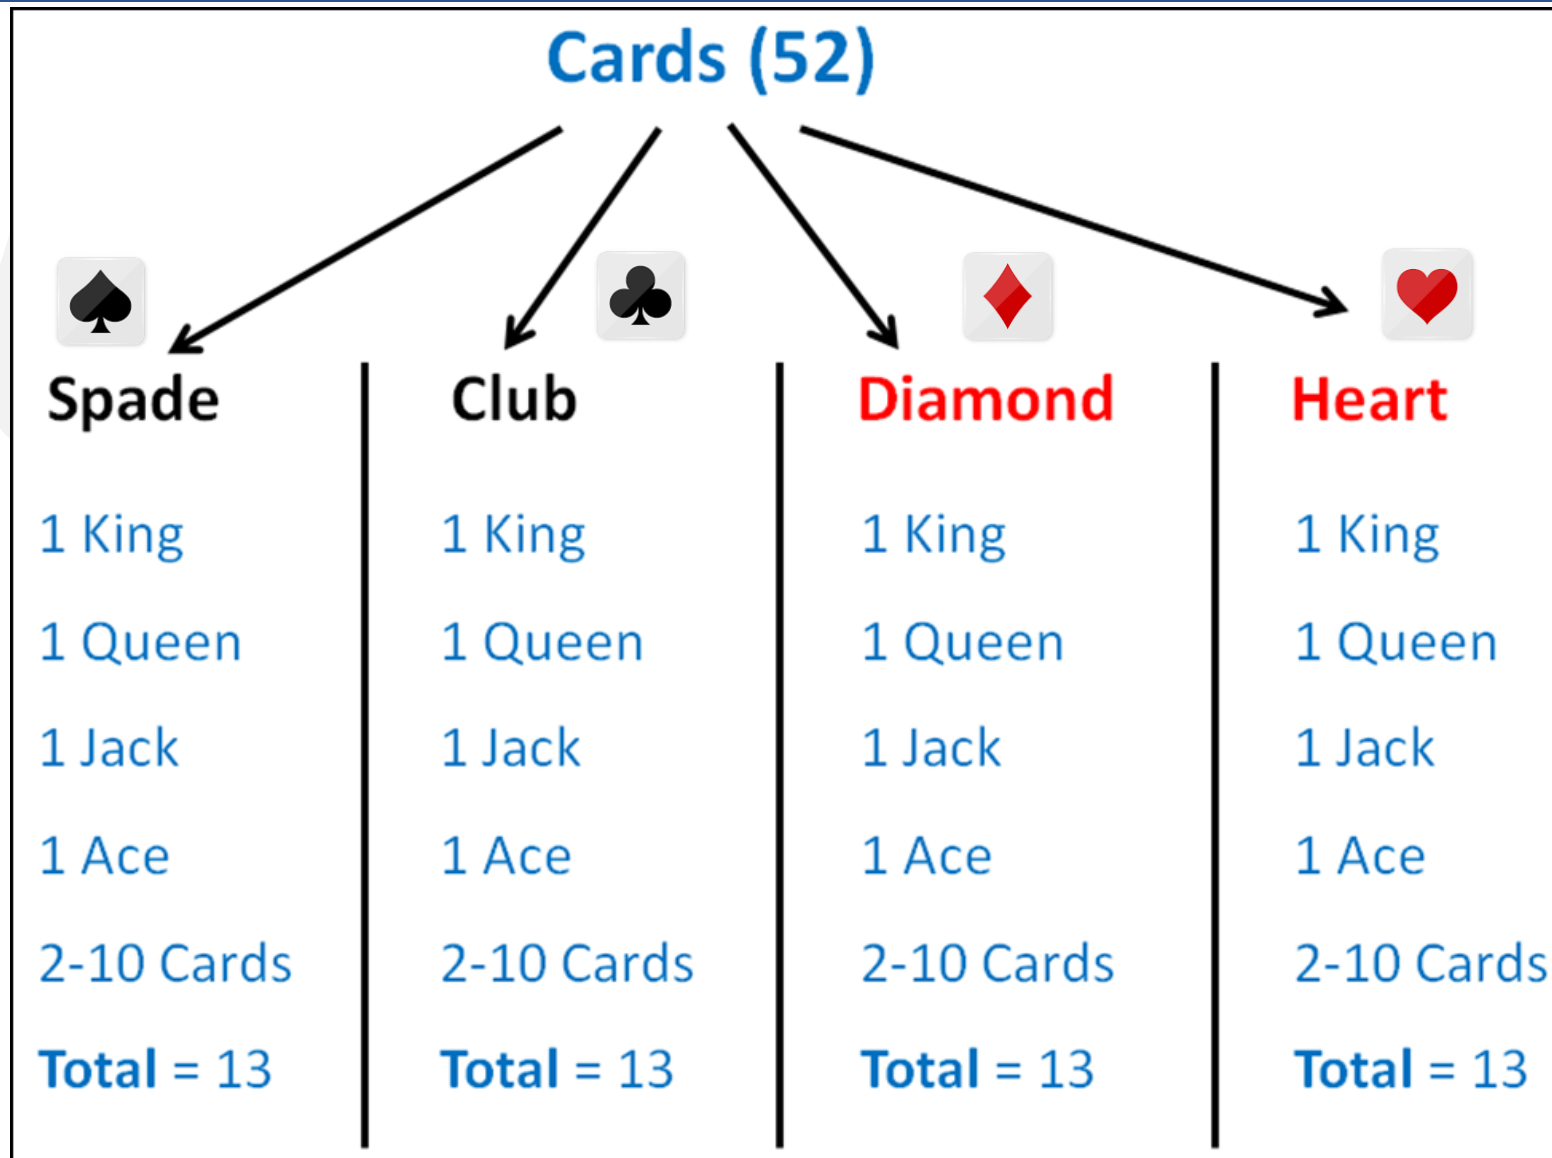 Cards (52)
Spade
1 King
1 Queen
1 Jack
1 Ace
2-10 Cards
Total = 13
Club
1 King
1 Queen
1 Jack
1 Ace
2-10 Cards
Total = 13
Diamond
1 King
1 Queen
1 Jack
1 Ace
2-10 Cards
Total = 13
Heart
1 King
1 Queen
1 Jack
1 Ace
2-10 Cards
Total = 13